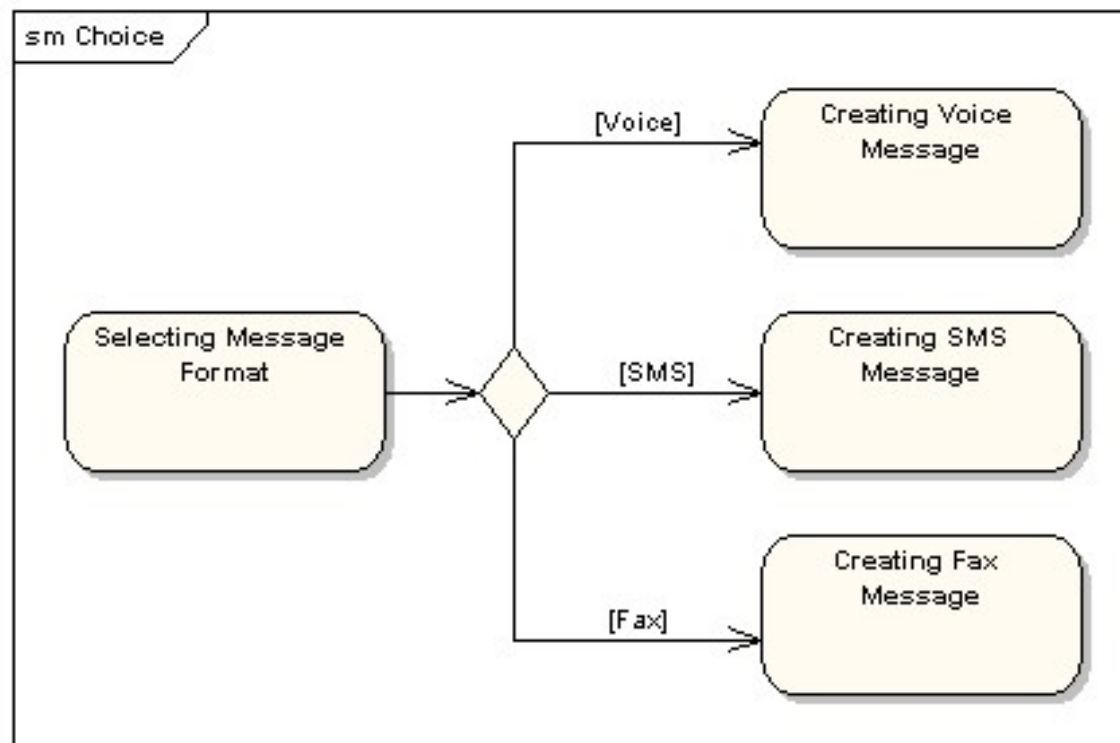 sm Choice
[Voice]
Creating Voice
Message
Selecting Message
Format
[SMS]
Creating SMS
Message
[Fax]
Creating Fax
Message